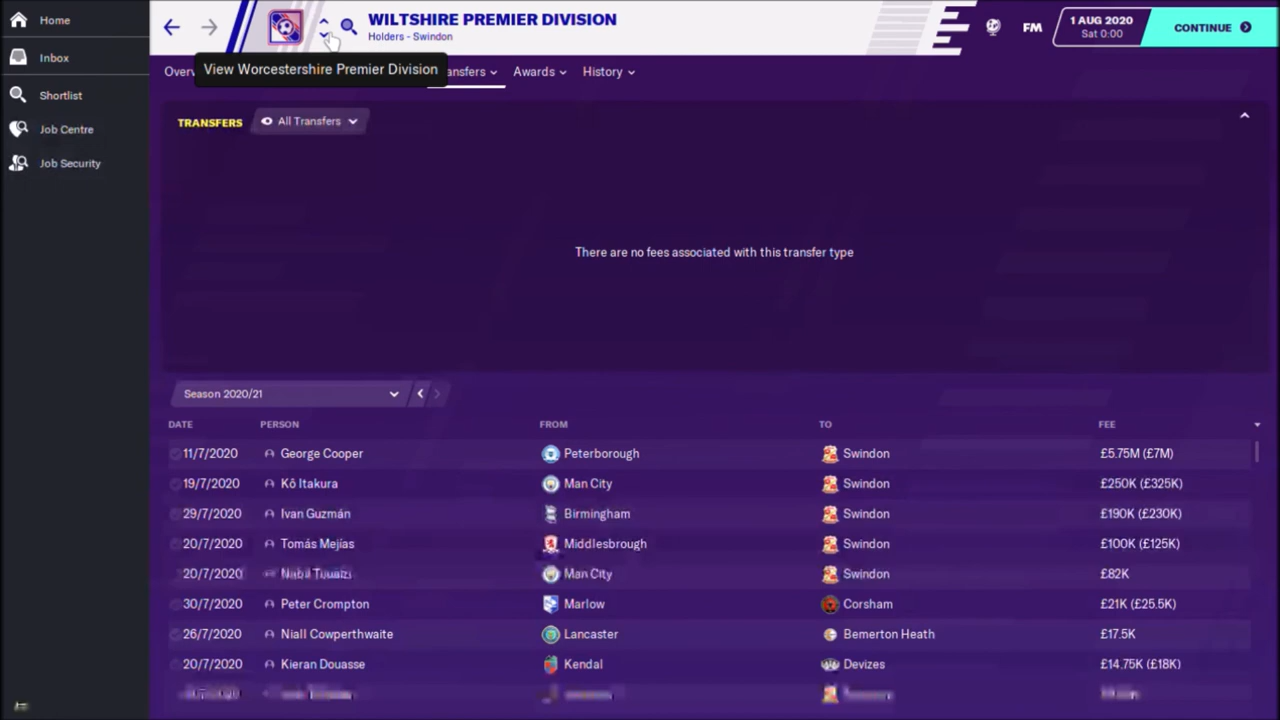 Home
Inbox
Shortlist
Job Centre
Job Security
WILTSHIRE PREMIER DIVISION
Holders - Swindon
FM
1 AUG 2020
Sat 0:00
CONTINUE
View Worcestershire Premier Division
Overv
ansfers
Awards
History
TRANSFERS
All Transfers
There are no fees associated with this transfer type
Season 2020/21
DATE PERSON FROM TO FEE
11/7/2020 George Cooper Peterborough Swindon £5.75M (£7M)
19/7/2020 Kô Itakura Man City Swindon £250K (£325K)
29/7/2020 Ivan Guzmán Birmingham Swindon £190K (£230K)
20/7/2020 Tomás Mejías Middlesbrough Swindon £100K (£125K)
20/7/2020 Nabil Touaizi Man City Swindon £82K
30/7/2020 Peter Crompton Marlow Corsham £21K (£25.5K)
26/7/2020 Niall Cowperthwaite Lancaster Bemerton Heath £17.5K
20/7/2020 Kieran Douasse Kendal Devizes £14.75K (£18K)